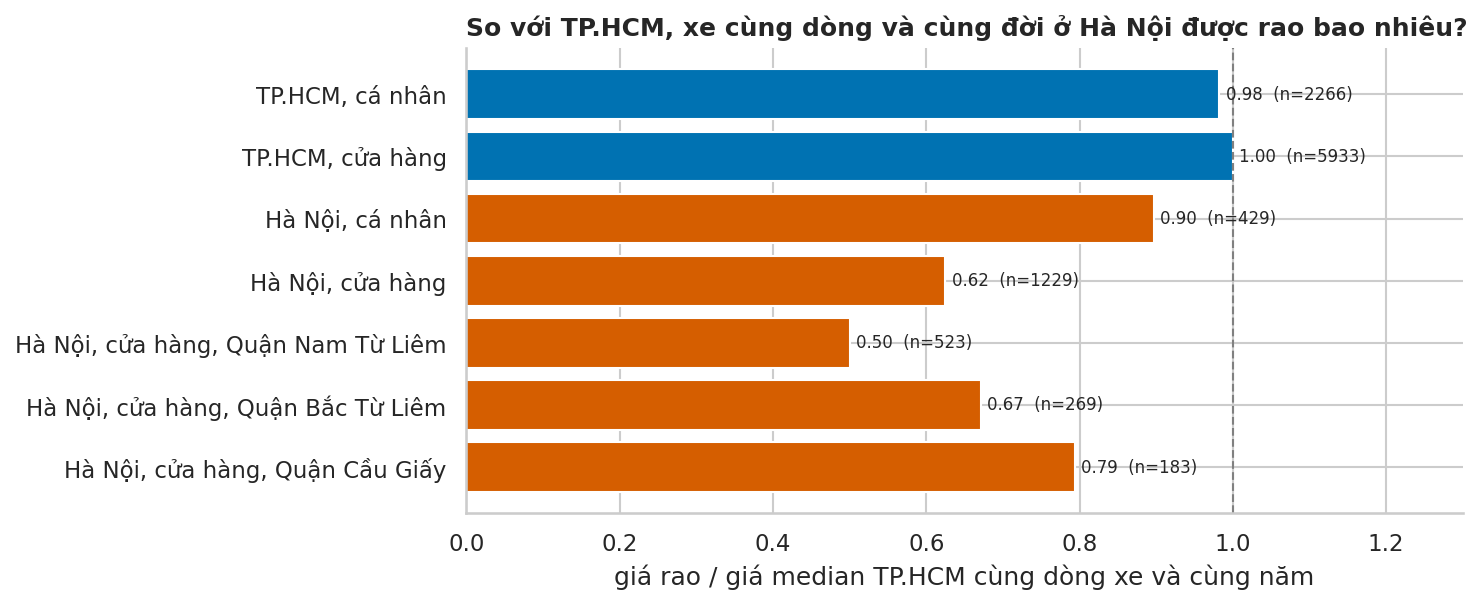 So với TP.HCM, xe cùng dòng và cùng đời ở Hà Nội được rao bao nhiêu?
TP.HCM, cá nhân
0.98 (n=2266)
TP.HCM, cửa hàng
1.00 (n=5933)
Hà Nội, cá nhân
0.90 (n=429)
Hà Nội, cửa hàng
0.62 (n=1229)
Hà Nội, cửa hàng, Quận Nam Từ Liêm
0.50 (n=523)
Hà Nội, cửa hàng, Quận Bắc Từ Liêm
0.67 (n=269)
Hà Nội, cửa hàng, Quận Cầu Giấy
0.79 (n=183)
0.0 0.2 0.4 0.6 0.8 1.0 1.2
giá rao / giá median TP.HCM cùng dòng xe và cùng năm